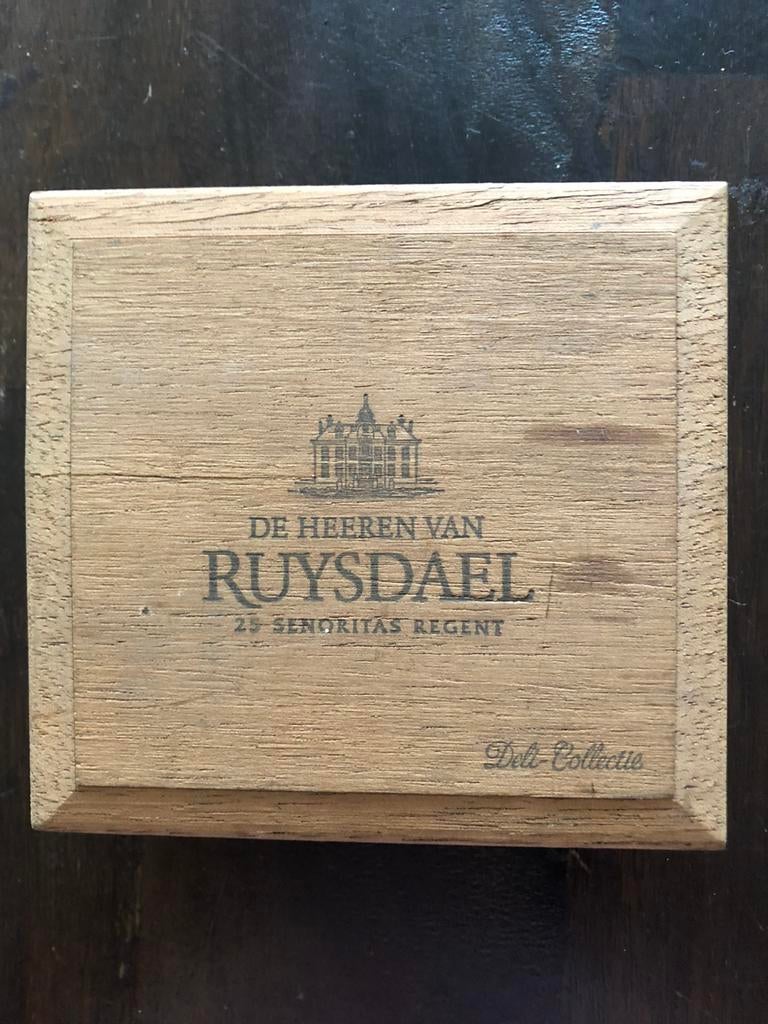 DE HEEREN VAN
RUYSDAEL
25 SENORITAS REGENT
Deli-Collectie